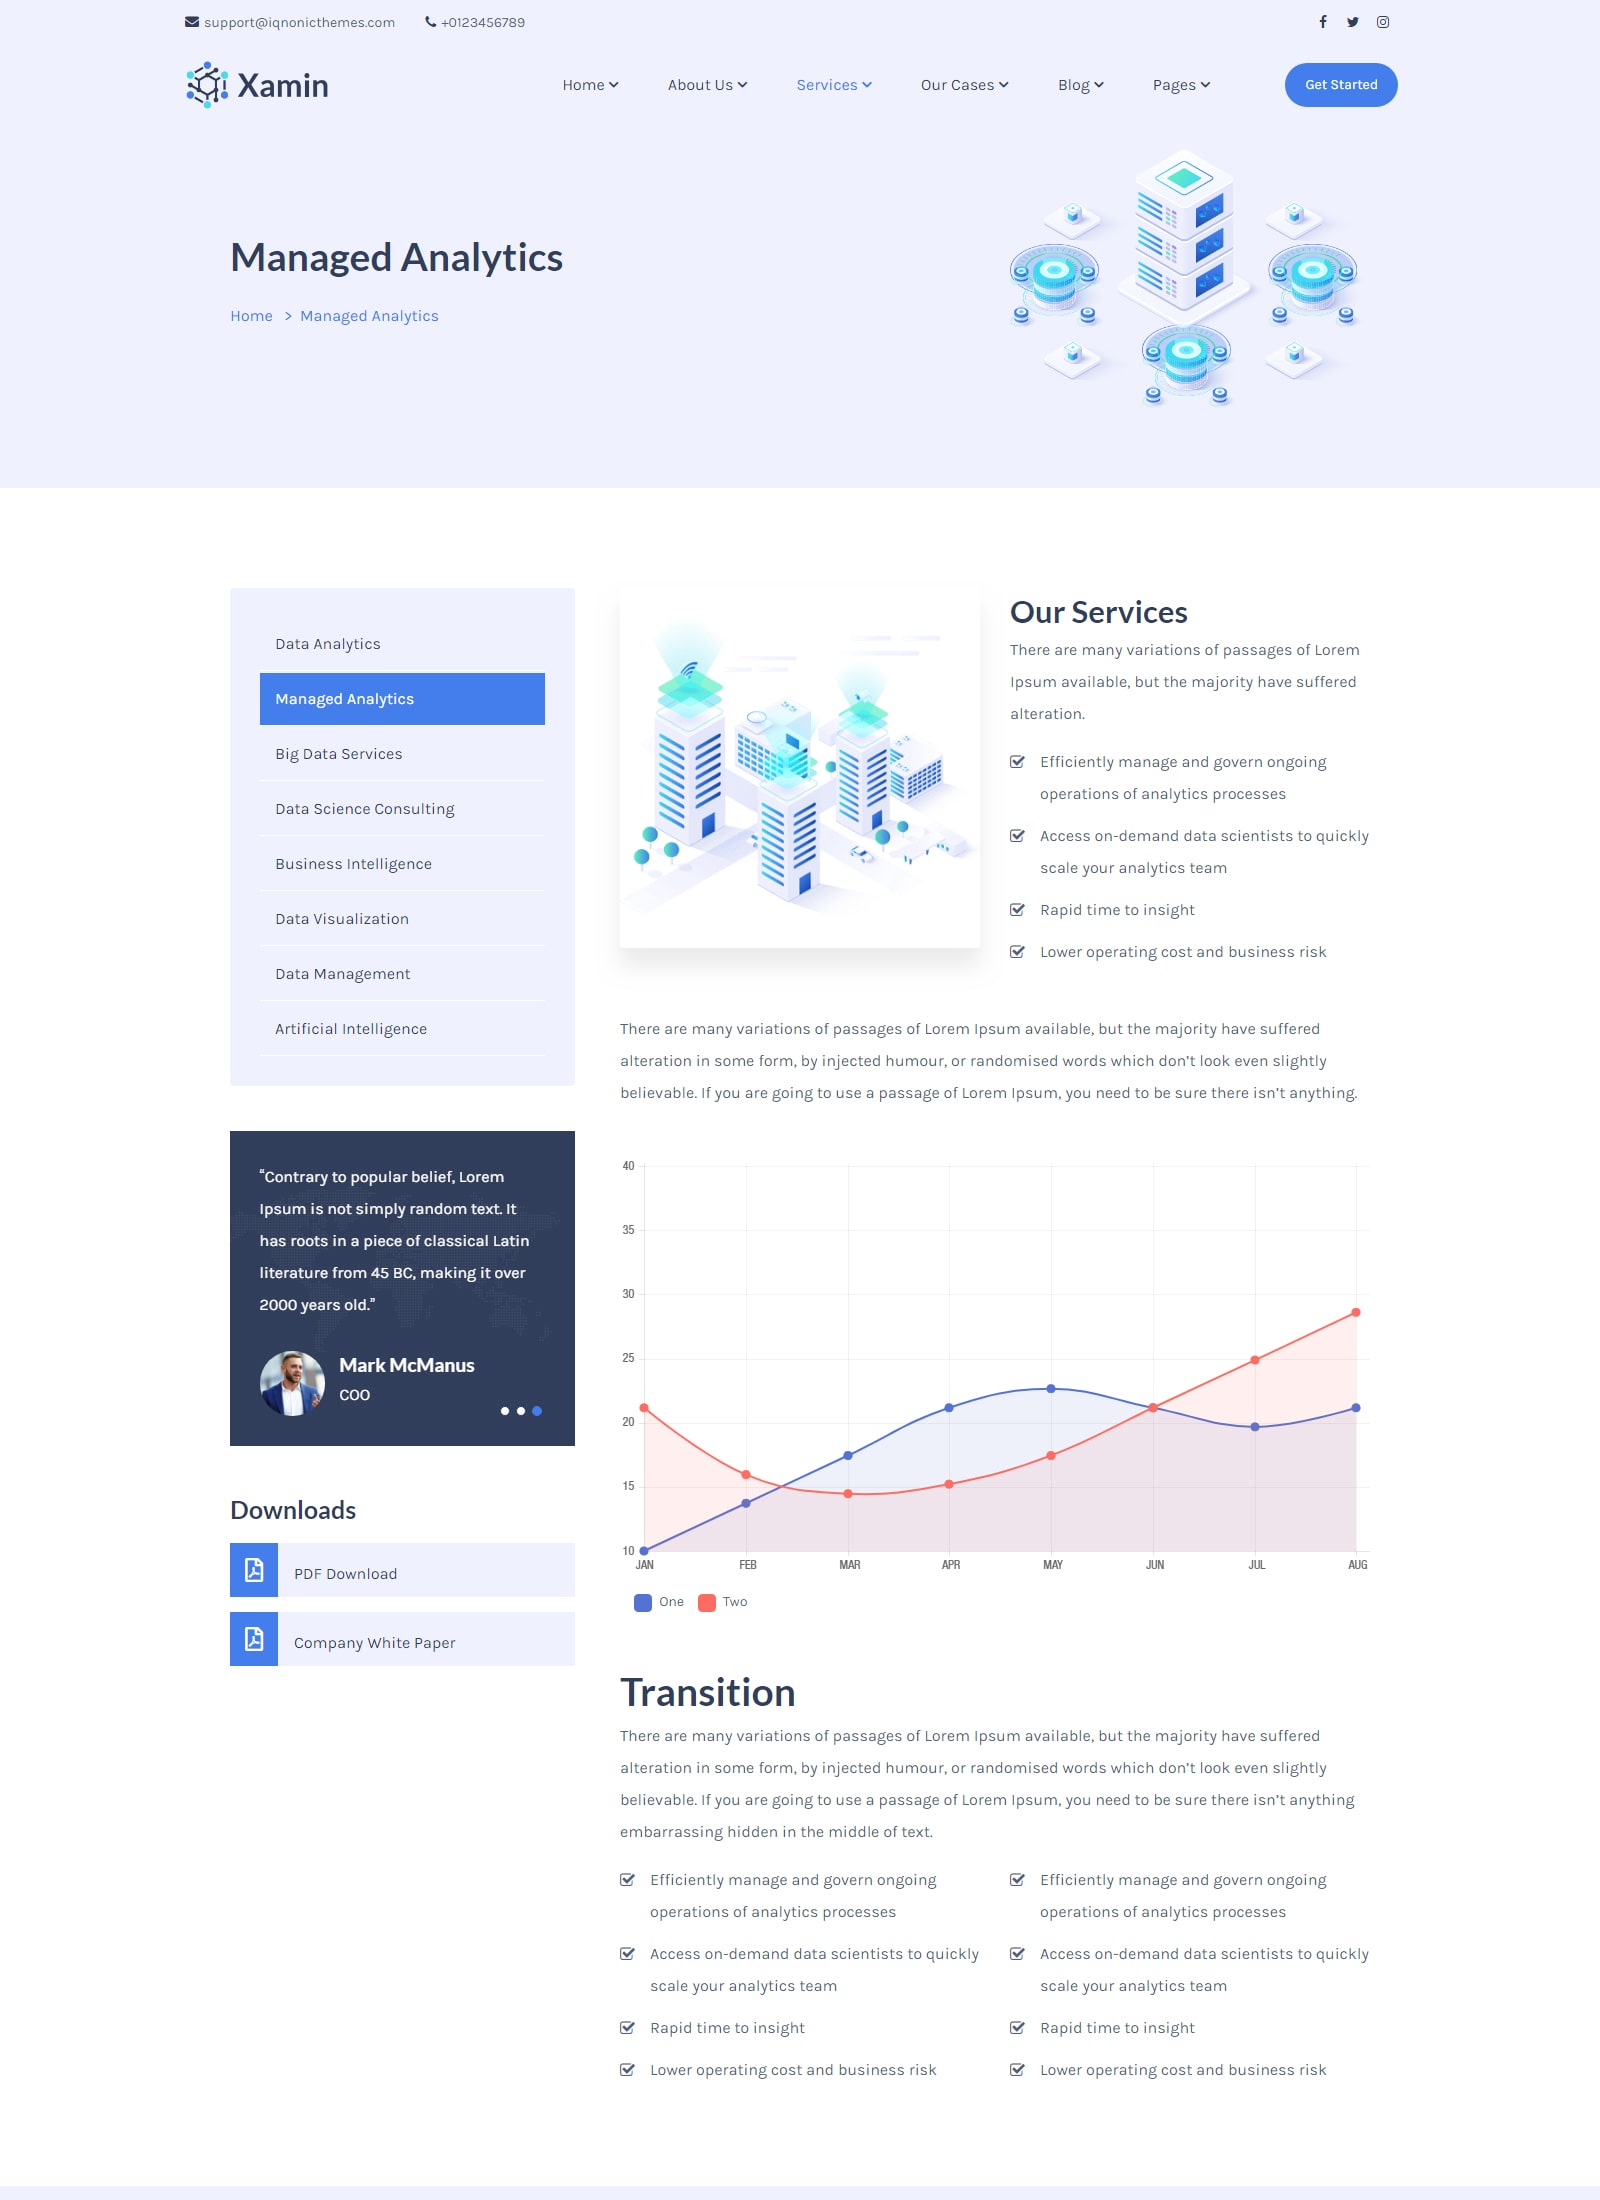 support@iqnonicthemes.com +0123456789
Xamin
Home About Us Services Our Cases Blog Pages Get Started
Managed Analytics
Home > Managed Analytics
Data Analytics
Managed Analytics
Big Data Services
Data Science Consulting
Business Intelligence
Data Visualization
Data Management
Artificial Intelligence
“Contrary to popular belief, Lorem
Ipsum is not simply random text. It
has roots in a piece of classical Latin
literature from 45 BC, making it over
2000 years old.”
Mark McManus
COO
Downloads
PDF Download
Company White Paper
Our Services
There are many variations of passages of Lorem
Ipsum available, but the majority have suffered
alteration.
Efficiently manage and govern ongoing
operations of analytics processes
Access on-demand data scientists to quickly
scale your analytics team
Rapid time to insight
Lower operating cost and business risk
There are many variations of passages of Lorem Ipsum available, but the majority have suffered
alteration in some form, by injected humour, or randomised words which don’t look even slightly
believable. If you are going to use a passage of Lorem Ipsum, you need to be sure there isn’t anything.
40
35
30
25
20
15
10
JAN FEB MAR APR MAY JUN JUL AUG
One Two
Transition
There are many variations of passages of Lorem Ipsum available, but the majority have suffered
alteration in some form, by injected humour, or randomised words which don’t look even slightly
believable. If you are going to use a passage of Lorem Ipsum, you need to be sure there isn’t anything
embarrassing hidden in the middle of text.
Efficiently manage and govern ongoing
operations of analytics processes
Access on-demand data scientists to quickly
scale your analytics team
Rapid time to insight
Lower operating cost and business risk
Efficiently manage and govern ongoing
operations of analytics processes
Access on-demand data scientists to quickly
scale your analytics team
Rapid time to insight
Lower operating cost and business risk